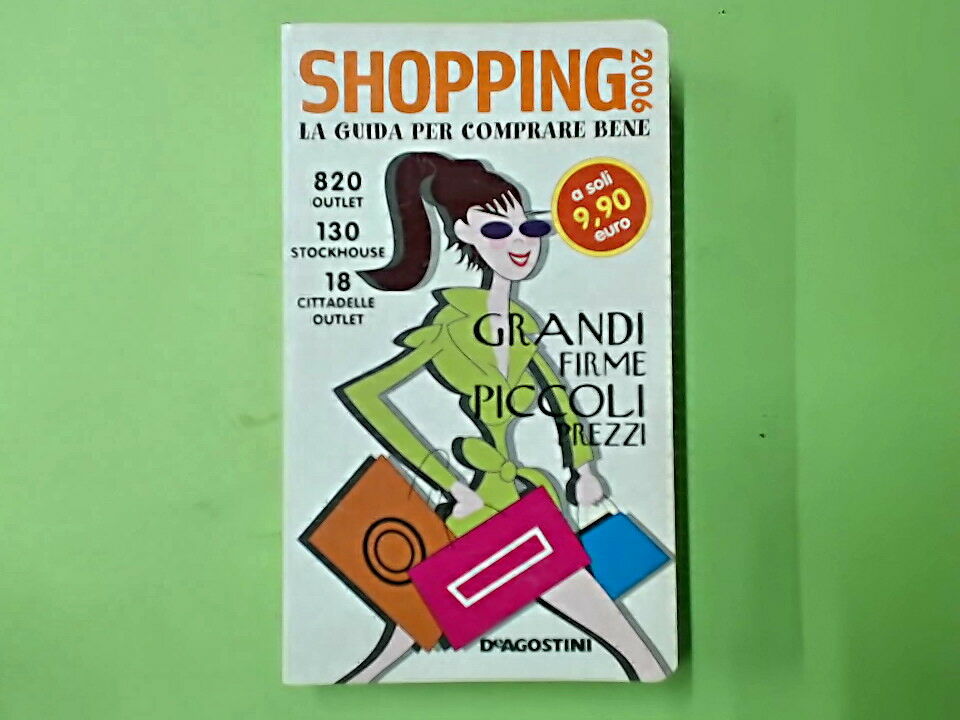 SHOPPING 2006
LA GUIDA PER COMPRARE BENE
820
OUTLET
130
STOCKHOUSE
18
CITTADELLE
OUTLET
a soli
9,90
euro
GRANDI
FIRME
PICCOLI
PREZZI
DeAGOSTINI